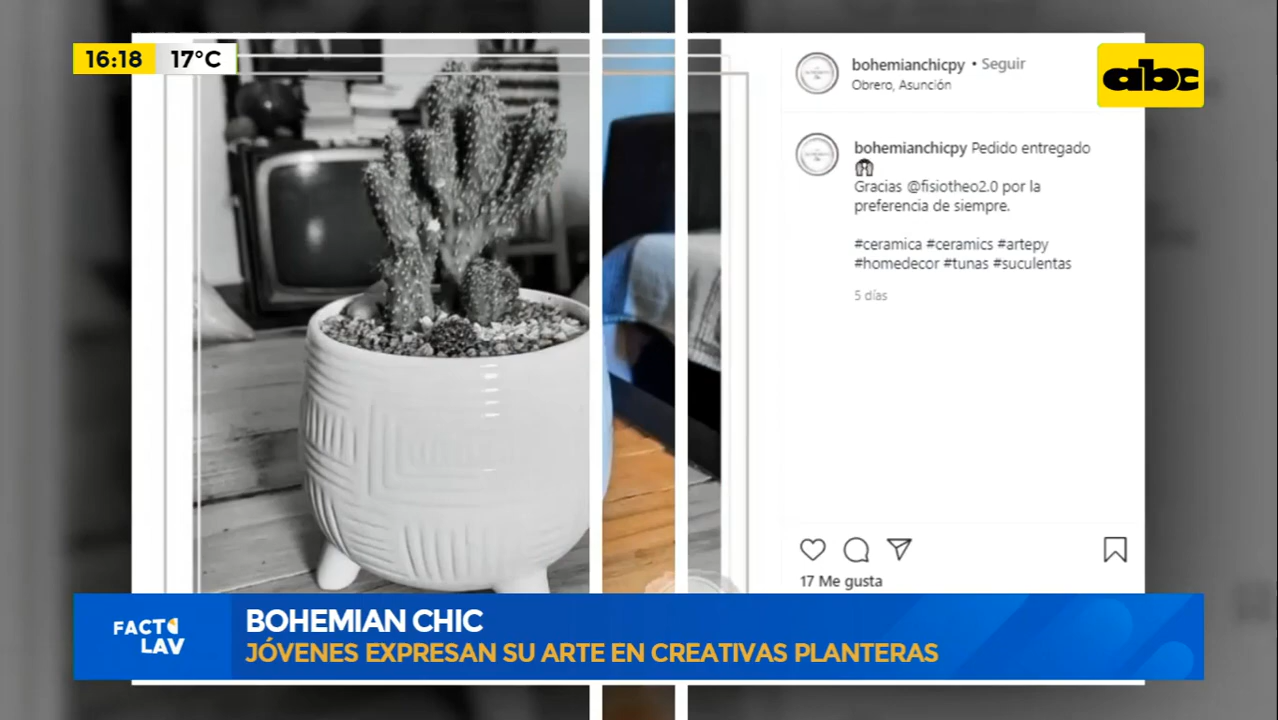 16:18 17°C
abc
bohemianchicpy • Seguir
Obrero, Asunción
bohemianchicpy Pedido entregado
Gracias @fisiotheo2.0 por la
preferencia de siempre.
#ceramica #ceramics #artepy
#homedecor #tunas #suculentas
5 días
17 Me gusta
FACTO
LAV
BOHEMIAN CHIC
JÓVENES EXPRESAN SU ARTE EN CREATIVAS PLANTERAS